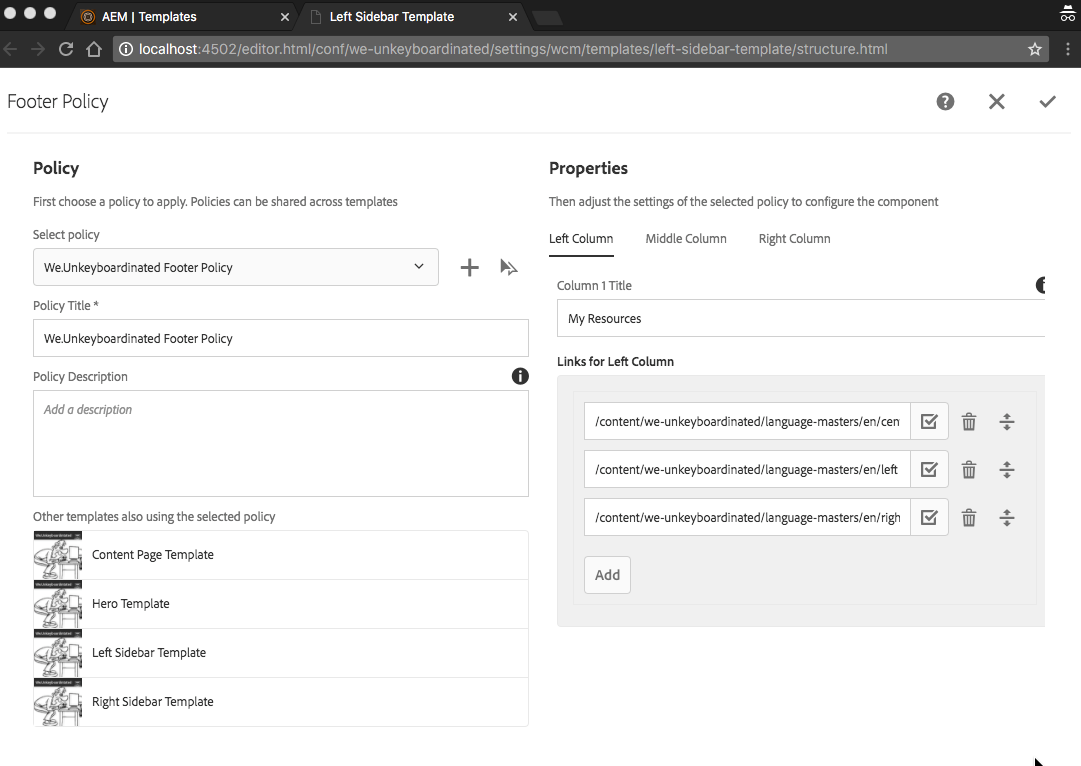 AEM | Templates
Left Sidebar Template
localhost:4502/editor.html/conf/we-unkeyboardinated/settings/wcm/templates/left-sidebar-template/structure.html
Footer Policy
Policy
First choose a policy to apply. Policies can be shared across templates
Select policy
We.Unkeyboardinated Footer Policy
Policy Title *
We.Unkeyboardinated Footer Policy
Policy Description
Add a description
Other templates also using the selected policy
Content Page Template
Hero Template
Left Sidebar Template
Right Sidebar Template
Properties
Then adjust the settings of the selected policy to configure the component
Left Column Middle Column Right Column
Column 1 Title
My Resources
Links for Left Column
/content/we-unkeyboardinated/language-masters/en/cen
/content/we-unkeyboardinated/language-masters/en/left
/content/we-unkeyboardinated/language-masters/en/righ
Add